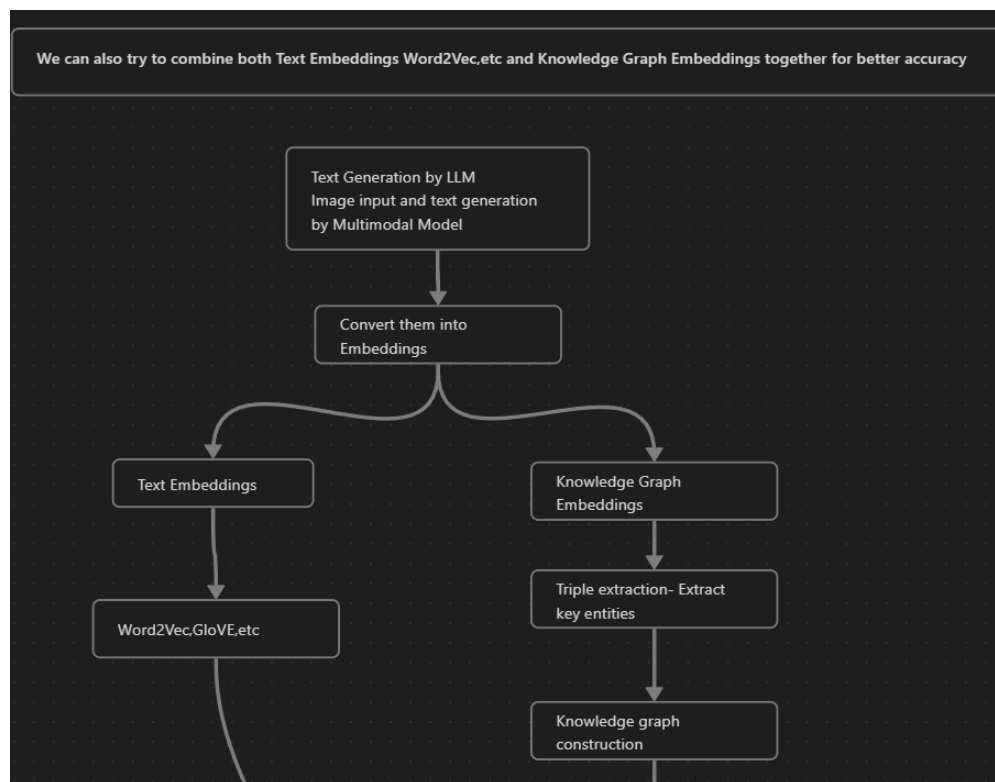 We can also try to combine both Text Embeddings Word2Vec,etc and Knowledge Graph Embeddings together for better accuracy
Text Generation by LLM
Image input and text generation
by Multimodal Model
Convert them into
Embeddings
Text Embeddings
Knowledge Graph
Embeddings
Triple extraction- Extract
key entities
Word2Vec,GloVE,etc
Knowledge graph
construction